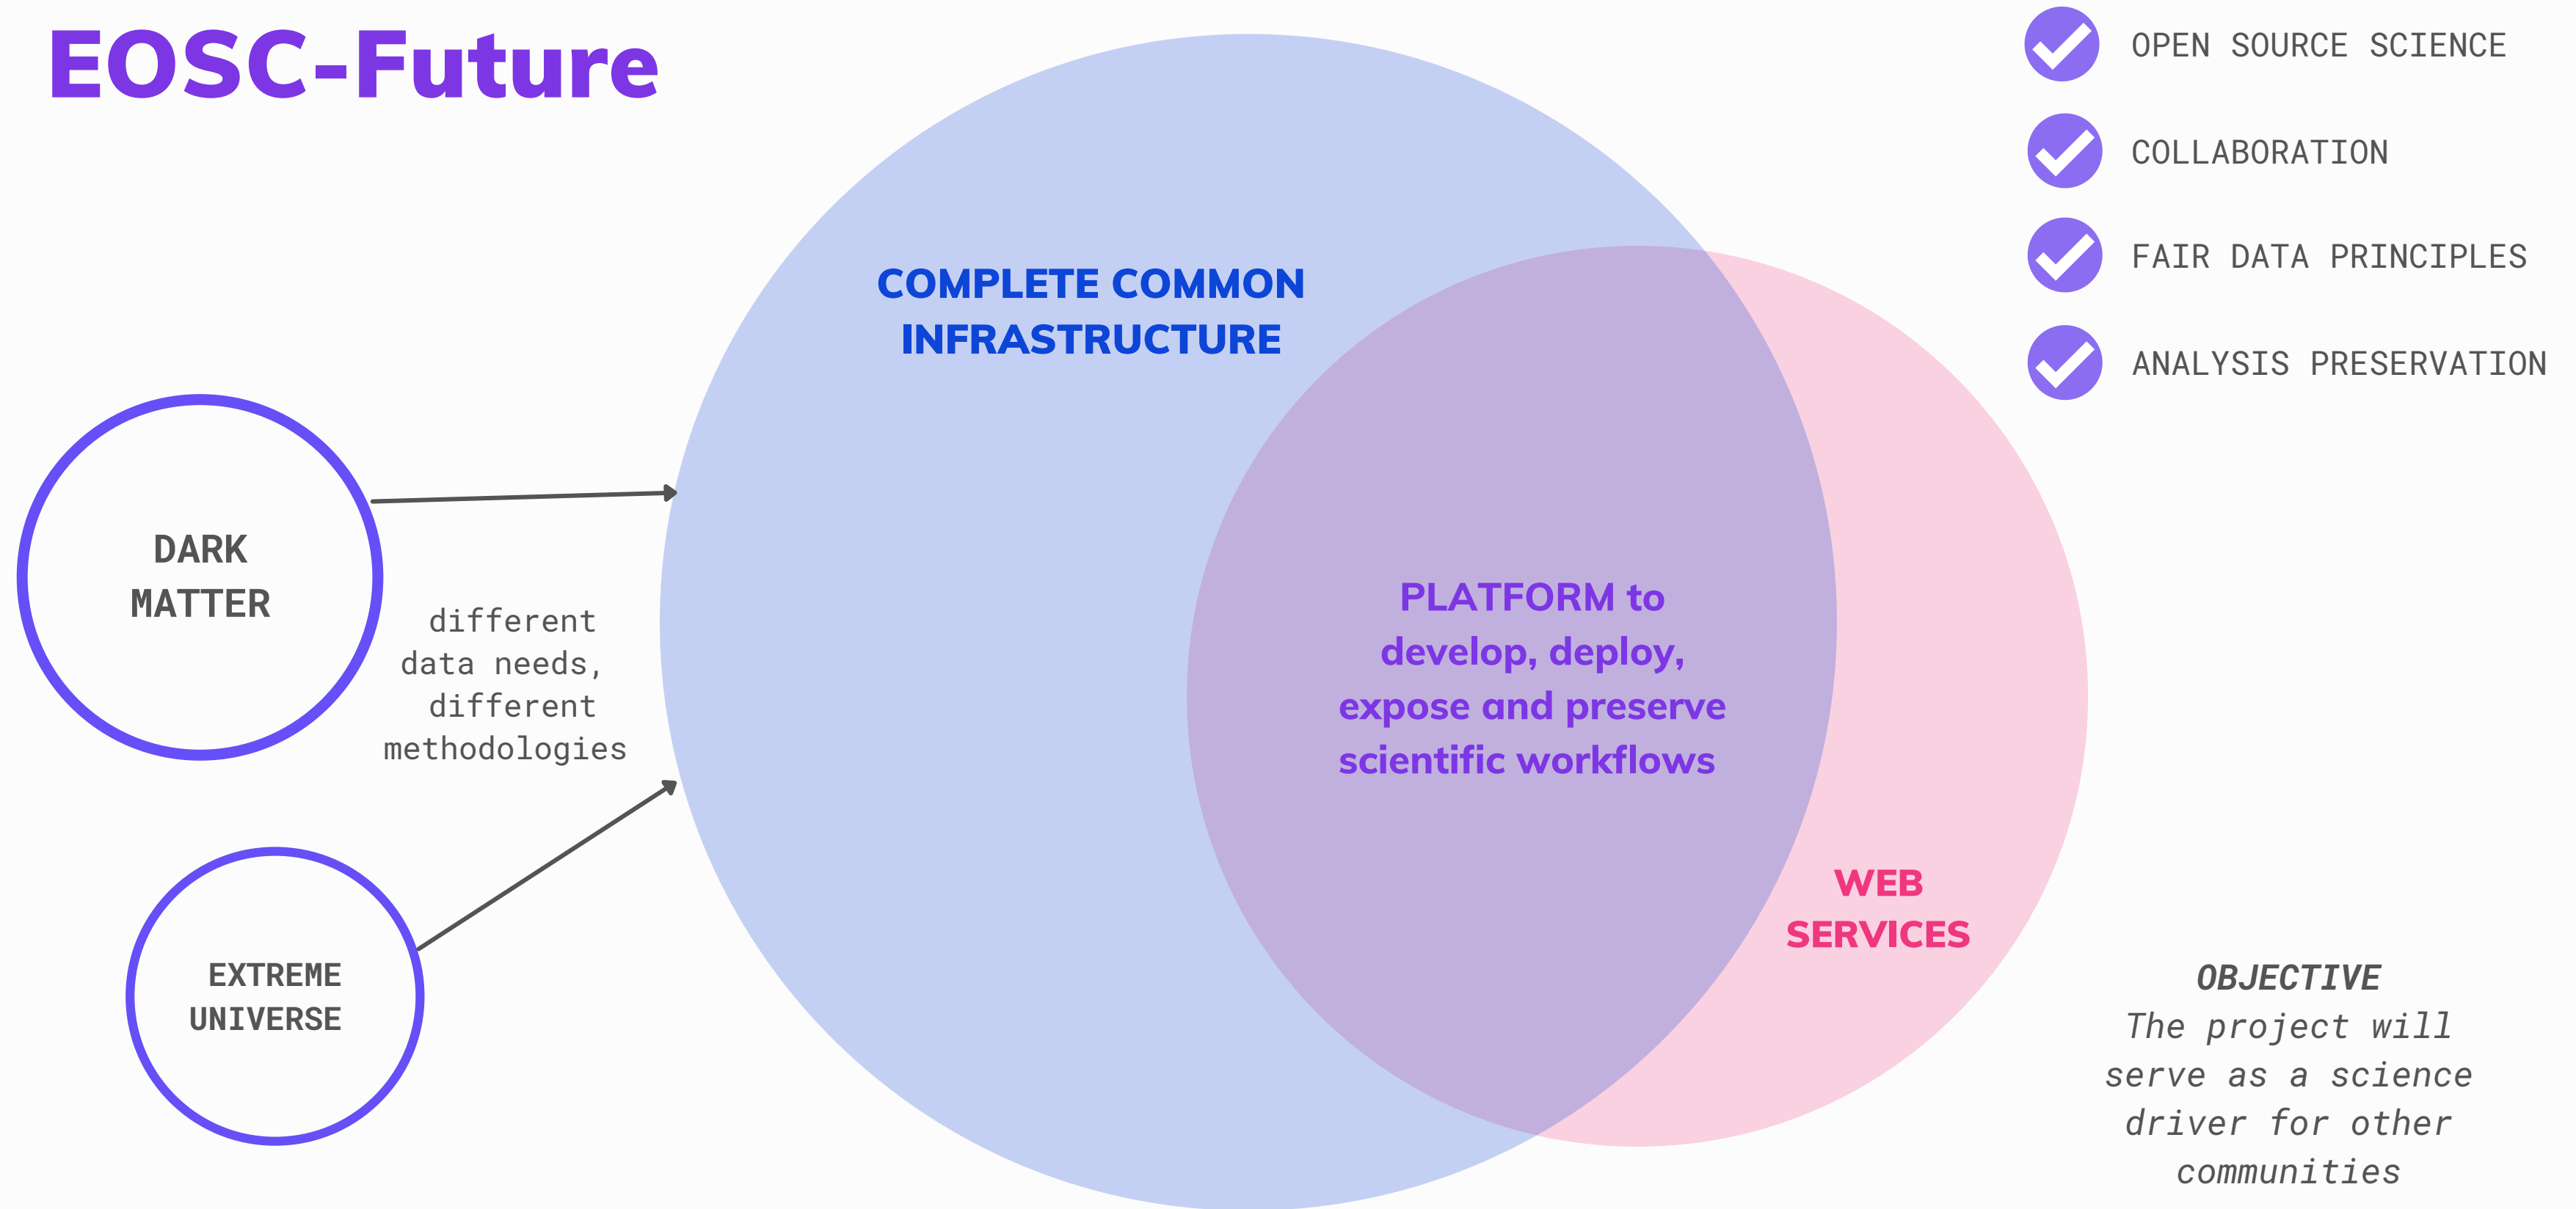 EOSC-Future
OPEN SOURCE SCIENCE
COLLABORATION
FAIR DATA PRINCIPLES
ANALYSIS PRESERVATION
COMPLETE COMMON
INFRASTRUCTURE
DARK
MATTER
different
data needs,
different
methodologies
EXTREME
UNIVERSE
PLATFORM to
develop, deploy,
expose and preserve
scientific workflows
WEB
SERVICES
OBJECTIVE
The project will
serve as a science
driver for other
communities